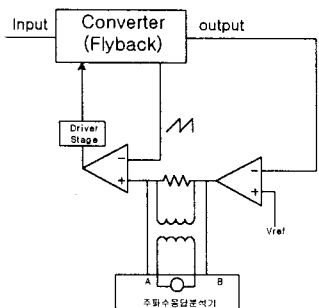 Input
Converter
(Flyback)
output
Driver
Stage
−
+
−
+
Vref
A
B
주파수응답분석기